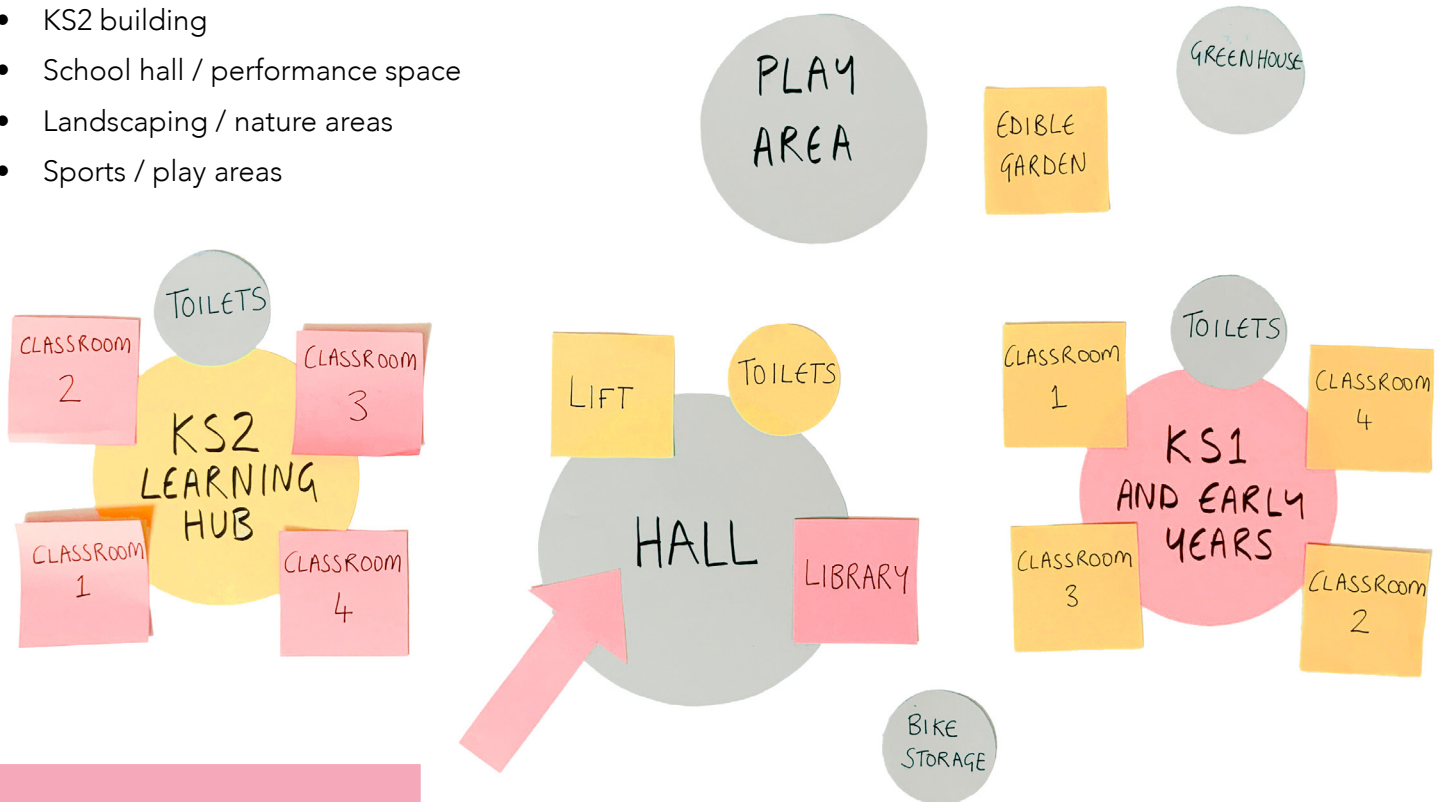 • KS2 building
• School hall / performance space
• Landscaping / nature areas
• Sports / play areas
PLAY
AREA
EDIBLE
GARDEN
GREENHOUSE
TOILETS
CLASSROOM
2
CLASSROOM
3
KS2
LEARNING
HUB
CLASSROOM
1
CLASSROOM
4
LIFT
TOILETS
HALL
LIBRARY
TOILETS
CLASSROOM
1
CLASSROOM
4
KS1
AND EARLY
YEARS
CLASSROOM
3
CLASSROOM
2
BIKE
STORAGE